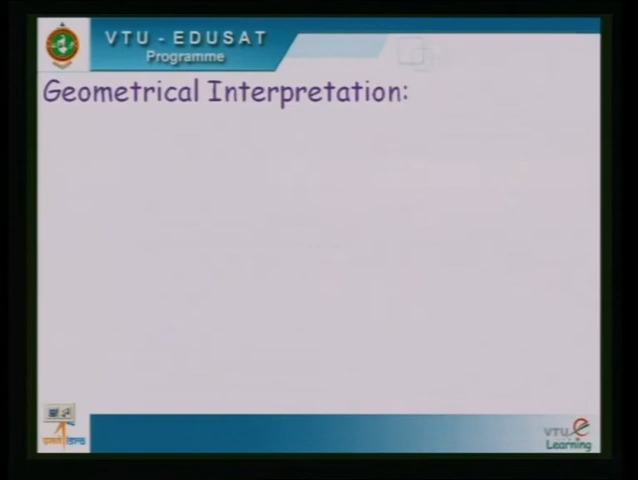 VTU - EDUSAT
Programme
Geometrical Interpretation:
VTU e
Learning